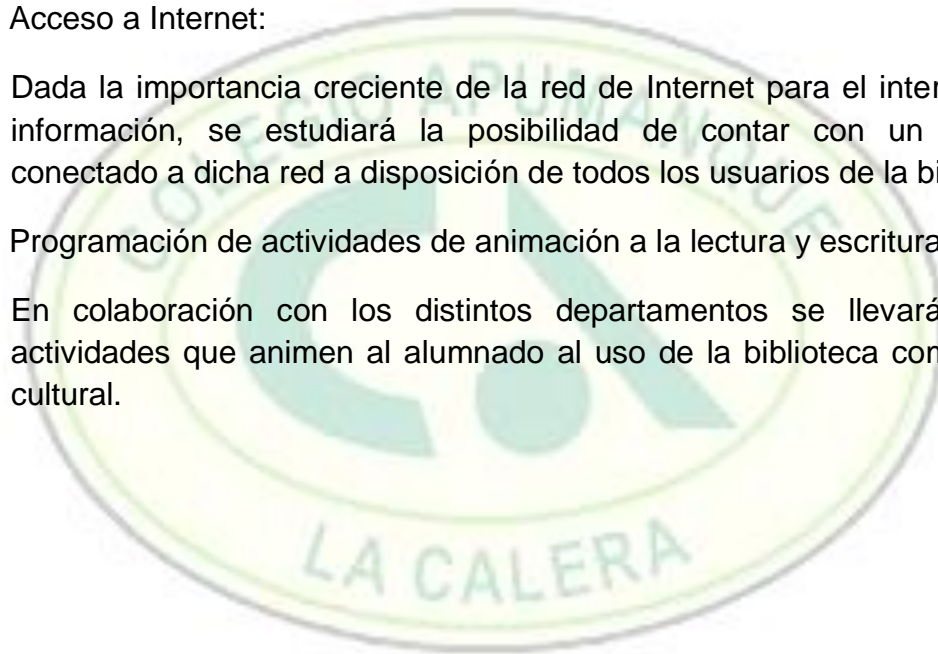 Acceso a Internet:
Dada la importancia creciente de la red de Internet para el
información, se estudiará la posibilidad de contar con un
conectado a dicha red a disposición de todos los usuarios de la
Programación de actividades de animación a la lectura y escritura
En colaboración con los distintos departamentos se llevará
actividades que animen al alumnado al uso de la biblioteca
cultural.
COLEGIO APUMANQUE
LA CALERA